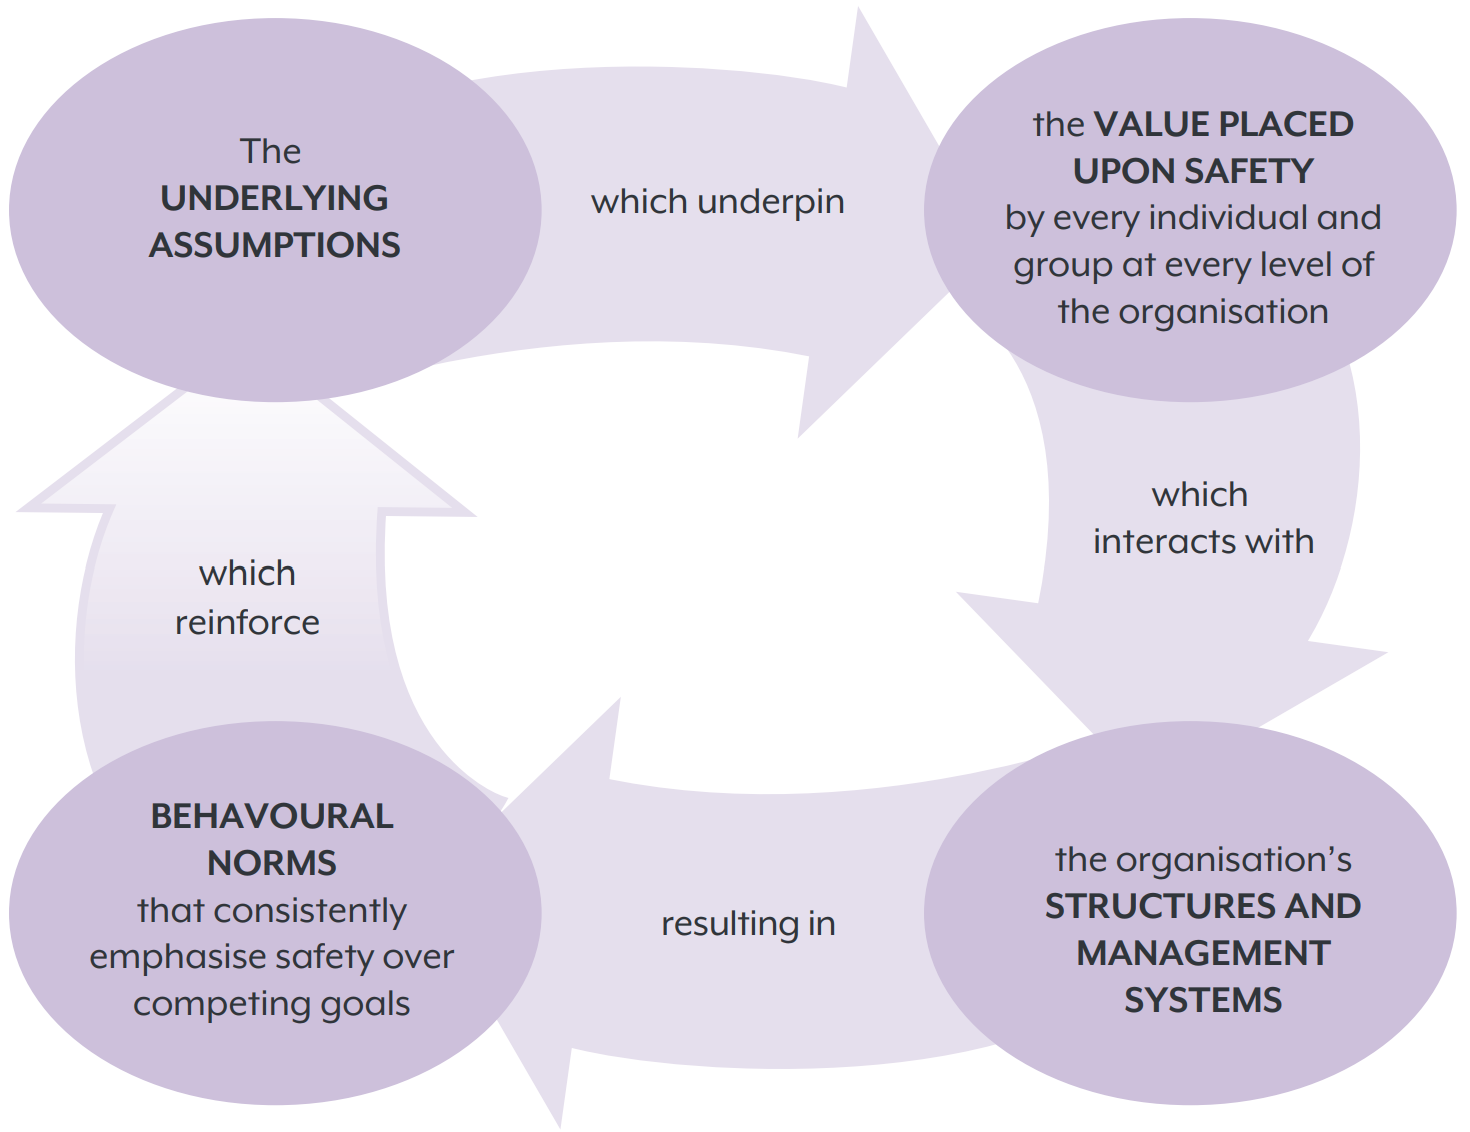 The
UNDERLYING
ASSUMPTIONS
which underpin
the VALUE PLACED
UPON SAFETY
by every individual and
group at every level of
the organisation
which
interacts with
the organisation’s
STRUCTURES AND
MANAGEMENT
SYSTEMS
resulting in
BEHAVOURAL
NORMS
that consistently
emphasise safety over
competing goals
which
reinforce